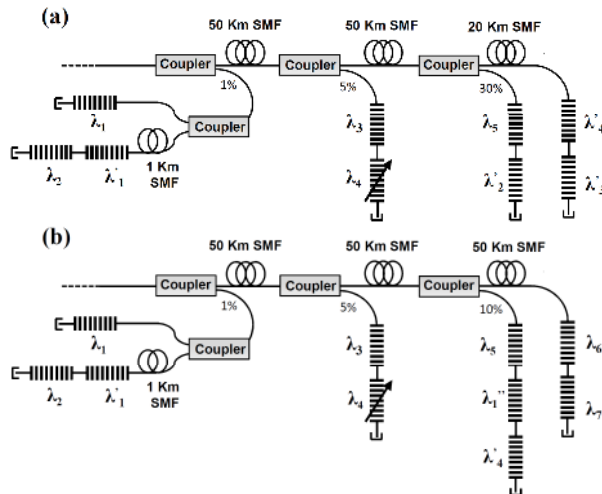 (a)
50 Km SMF
50 Km SMF
20 Km SMF
Coupler
Coupler
Coupler
1%
5%
30%
λ1
Coupler
λ3
λ5
λ'4
λ2
λ'1
1 Km
SMF
λ4
λ'2
λ'3
(b)
50 Km SMF
50 Km SMF
50 Km SMF
Coupler
Coupler
Coupler
1%
5%
10%
λ1
Coupler
λ3
λ5
λ6
λ2
λ'1
1 Km
SMF
λ4
λ1''
λ7
λ'4